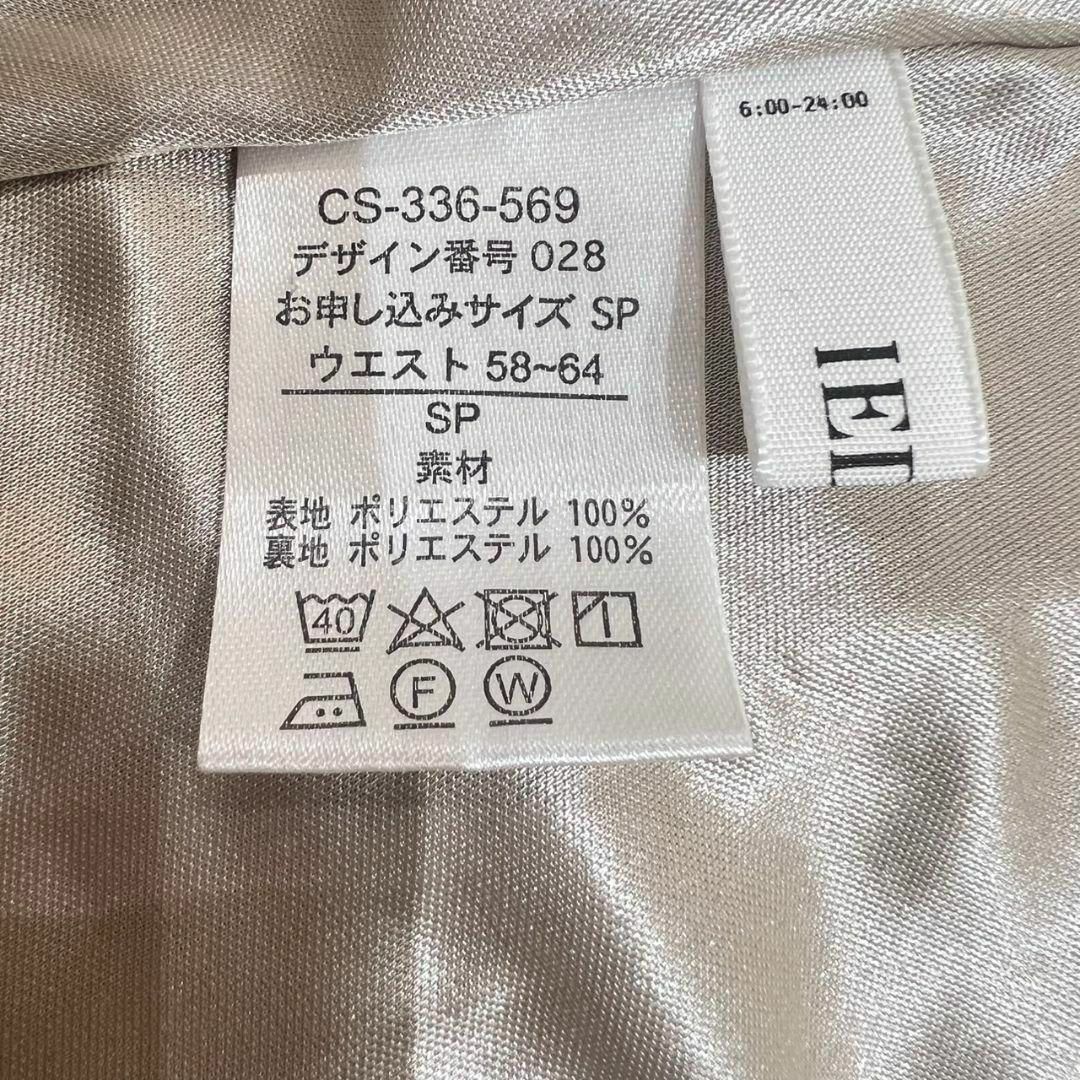 CS-336-569
デザイン番号 028
お申し込みサイズ SP
ウエスト 58~64
SP
素材
表地 ポリエステル 100%
裏地 ポリエステル 100%
40
F
W
6:00-24:00